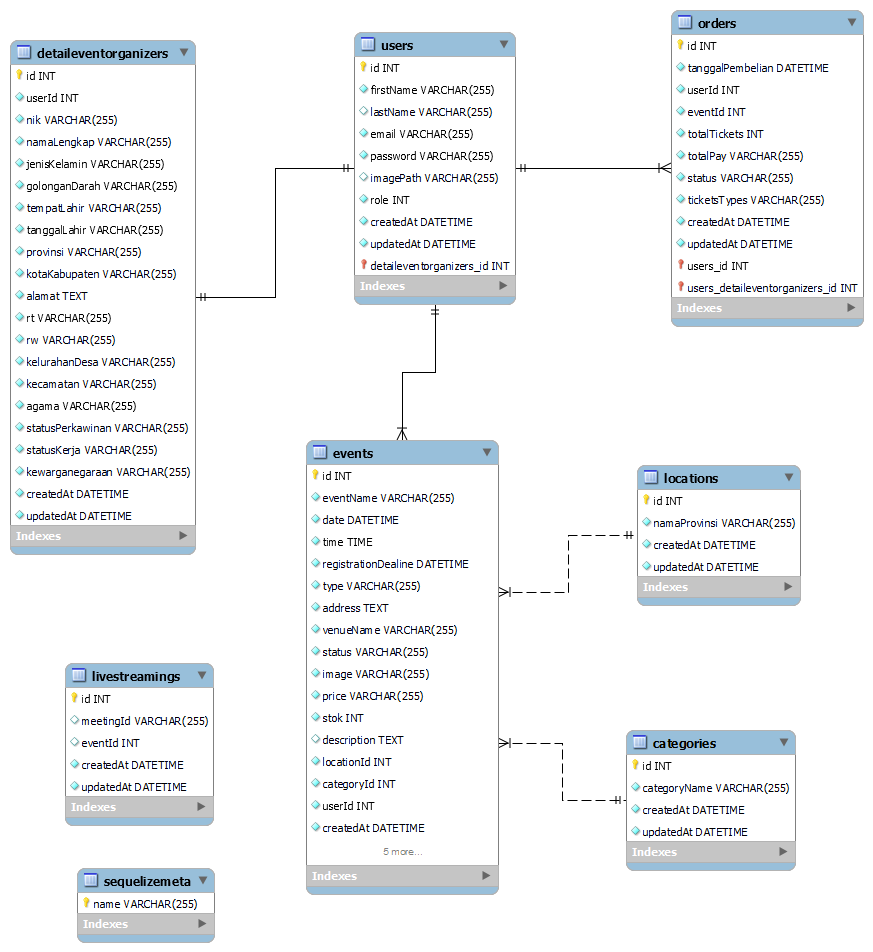 detaileventorganizers
id INT
userId INT
nik VARCHAR(255)
namaLengkap VARCHAR(255)
jenisKelamin VARCHAR(255)
golonganDarah VARCHAR(255)
tempatLahir VARCHAR(255)
tanggalLahir VARCHAR(255)
provinsi VARCHAR(255)
kotaKabupaten VARCHAR(255)
alamat TEXT
rt VARCHAR(255)
rw VARCHAR(255)
kelurahanDesa VARCHAR(255)
kecamatan VARCHAR(255)
agama VARCHAR(255)
statusPerkawinan VARCHAR(255)
statusKerja VARCHAR(255)
kewarganegaraan VARCHAR(255)
createdAt DATETIME
updatedAt DATETIME
Indexes
users
id INT
firstName VARCHAR(255)
lastName VARCHAR(255)
email VARCHAR(255)
password VARCHAR(255)
imagePath VARCHAR(255)
role INT
createdAt DATETIME
updatedAt DATETIME
detaileventorganizers_id INT
Indexes
orders
id INT
tanggalPembelian DATETIME
userId INT
eventId INT
totalTickets INT
totalPay VARCHAR(255)
status VARCHAR(255)
ticketsTypes VARCHAR(255)
createdAt DATETIME
updatedAt DATETIME
users_id INT
users_detaileventorganizers_id INT
Indexes
events
id INT
eventName VARCHAR(255)
date DATETIME
time TIME
registrationDealine DATETIME
type VARCHAR(255)
address TEXT
venueName VARCHAR(255)
status VARCHAR(255)
image VARCHAR(255)
price VARCHAR(255)
stok INT
description TEXT
locationId INT
categoryId INT
userId INT
createdAt DATETIME
5 more...
Indexes
locations
id INT
namaProvinsi VARCHAR(255)
createdAt DATETIME
updatedAt DATETIME
Indexes
livestreamings
id INT
meetingId VARCHAR(255)
eventId INT
createdAt DATETIME
updatedAt DATETIME
Indexes
categories
id INT
categoryName VARCHAR(255)
createdAt DATETIME
updatedAt DATETIME
Indexes
sequelizemeta
name VARCHAR(255)
Indexes